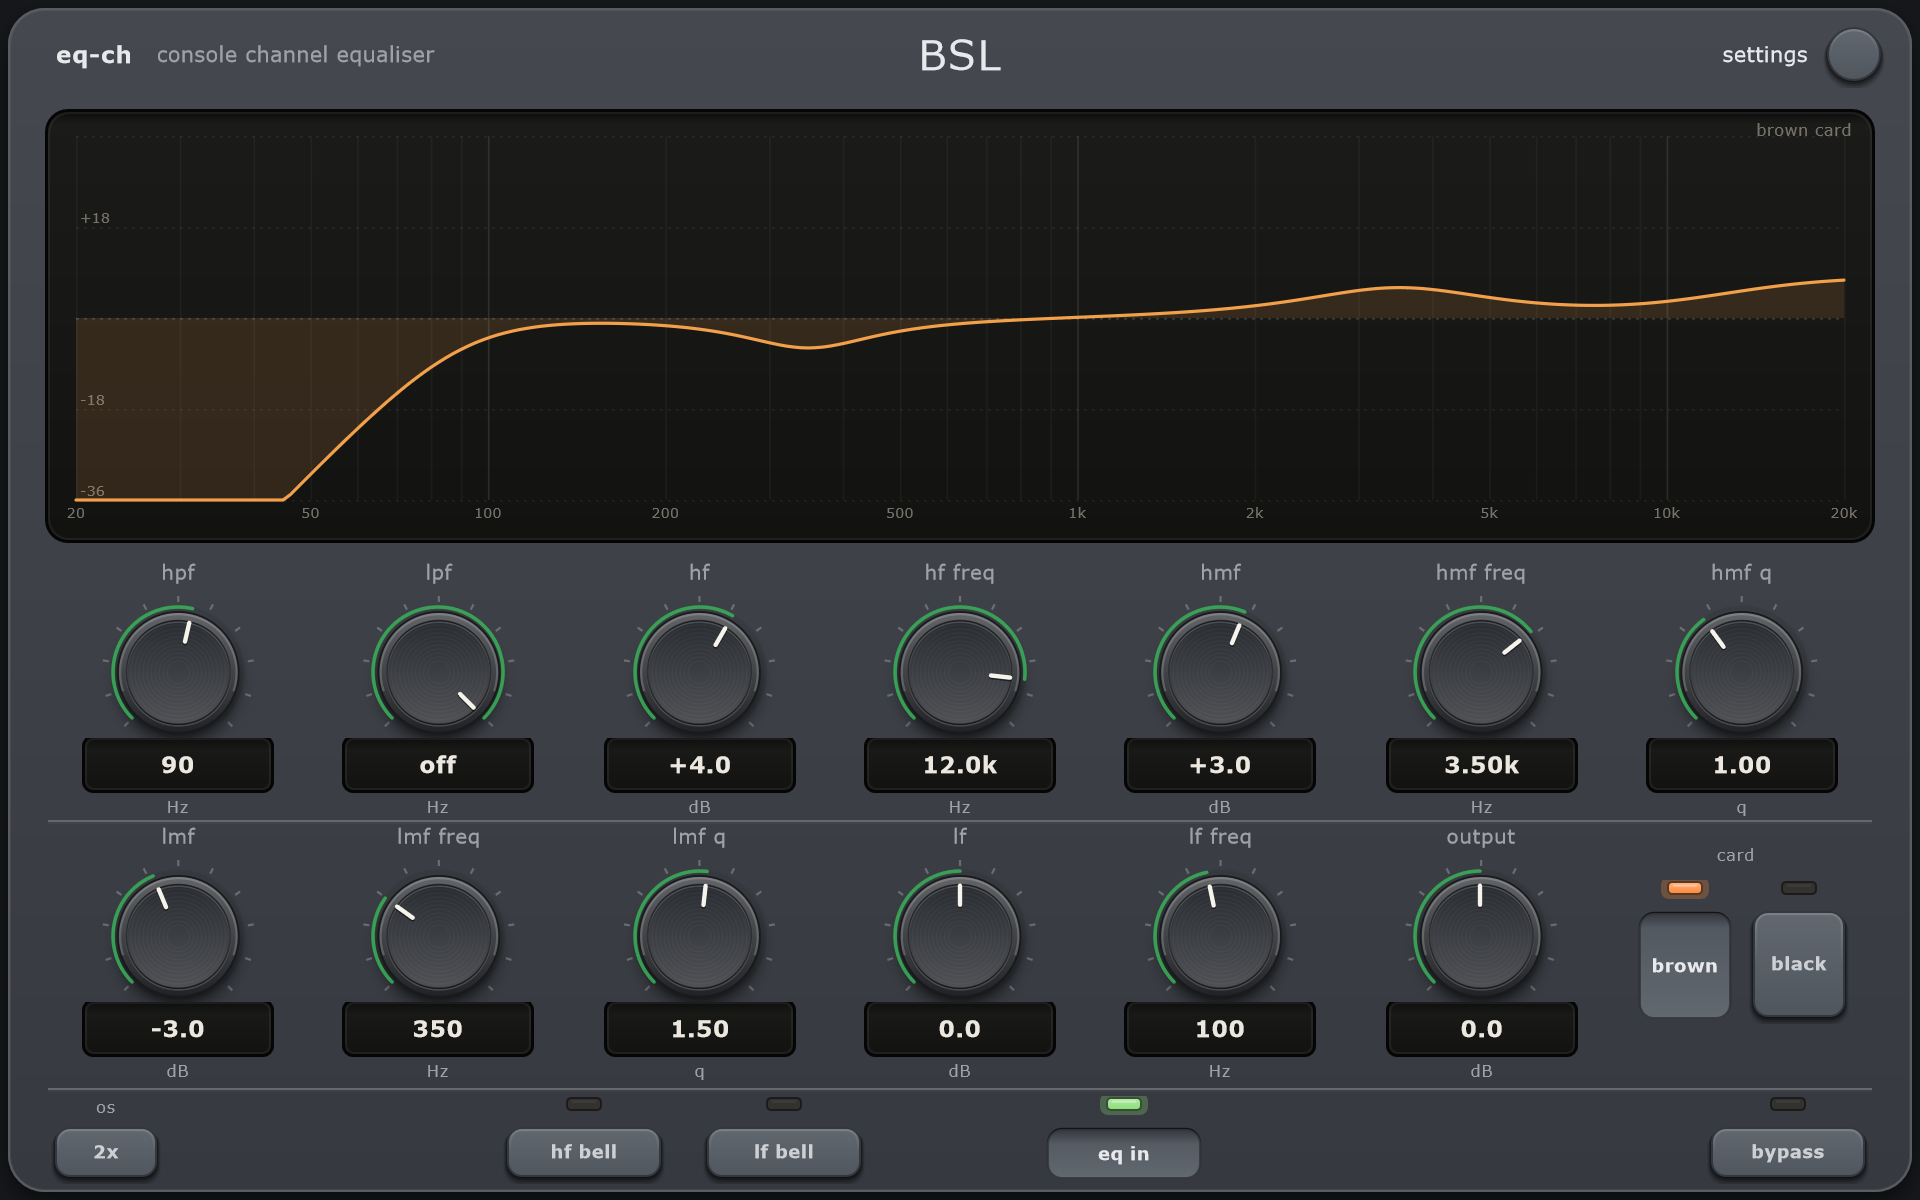 eq-ch console channel equaliser BSL settings
brown card
+18
-18
-36
20 50 100 200 500 1k 2k 5k 10k 20k
hpf lpf hf hf freq hmf hmf freq hmf q
90 off +4.0 12.0k +3.0 3.50k 1.00
Hz Hz dB Hz dB Hz q
lmf lmf freq lmf q lf lf freq output
card
brown black
-3.0 350 1.50 0.0 100 0.0
dB Hz q dB Hz dB
os
2x hf bell lf bell eq in bypass